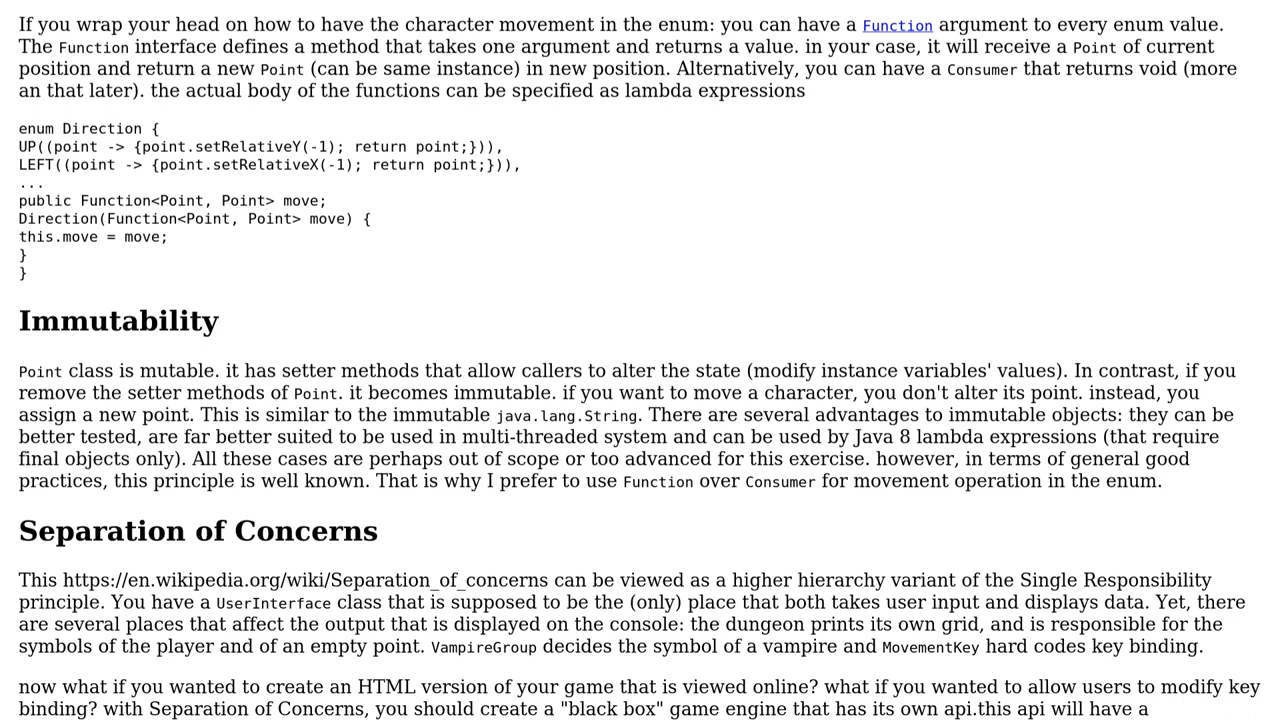 If you wrap your head on how to have the character movement in the enum: you can have a Function argument to every enum value.
The Function interface defines a method that takes one argument and returns a value. in your case, it will receive a Point of current
position and return a new Point (can be same instance) in new position. Alternatively, you can have a Consumer that returns void (more
an that later). the actual body of the functions can be specified as lambda expressions
enum Direction {
UP((point -> {point.setRelativeY(-1); return point;})),
LEFT((point -> {point.setRelativeX(-1); return point;})),
...
public Function<Point, Point> move;
Direction(Function<Point, Point> move) {
this.move = move;
}
}
Immutability
Point class is mutable. it has setter methods that allow callers to alter the state (modify instance variables' values). In contrast, if you
remove the setter methods of Point. it becomes immutable. if you want to move a character, you don't alter its point. instead, you
assign a new point. This is similar to the immutable java.lang.String. There are several advantages to immutable objects: they can be
better tested, are far better suited to be used in multi-threaded system and can be used by Java 8 lambda expressions (that require
final objects only). All these cases are perhaps out of scope or too advanced for this exercise. however, in terms of general good
practices, this principle is well known. That is why I prefer to use Function over Consumer for movement operation in the enum.
Separation of Concerns
This https://en.wikipedia.org/wiki/Separation_of_concerns can be viewed as a higher hierarchy variant of the Single Responsibility
principle. You have a UserInterface class that is supposed to be the (only) place that both takes user input and displays data. Yet, there
are several places that affect the output that is displayed on the console: the dungeon prints its own grid, and is responsible for the
symbols of the player and of an empty point. VampireGroup decides the symbol of a vampire and MovementKey hard codes key binding.
now what if you wanted to create an HTML version of your game that is viewed online? what if you wanted to allow users to modify key
binding? with Separation of Concerns, you should create a "black box" game engine that has its own api.this api will have a